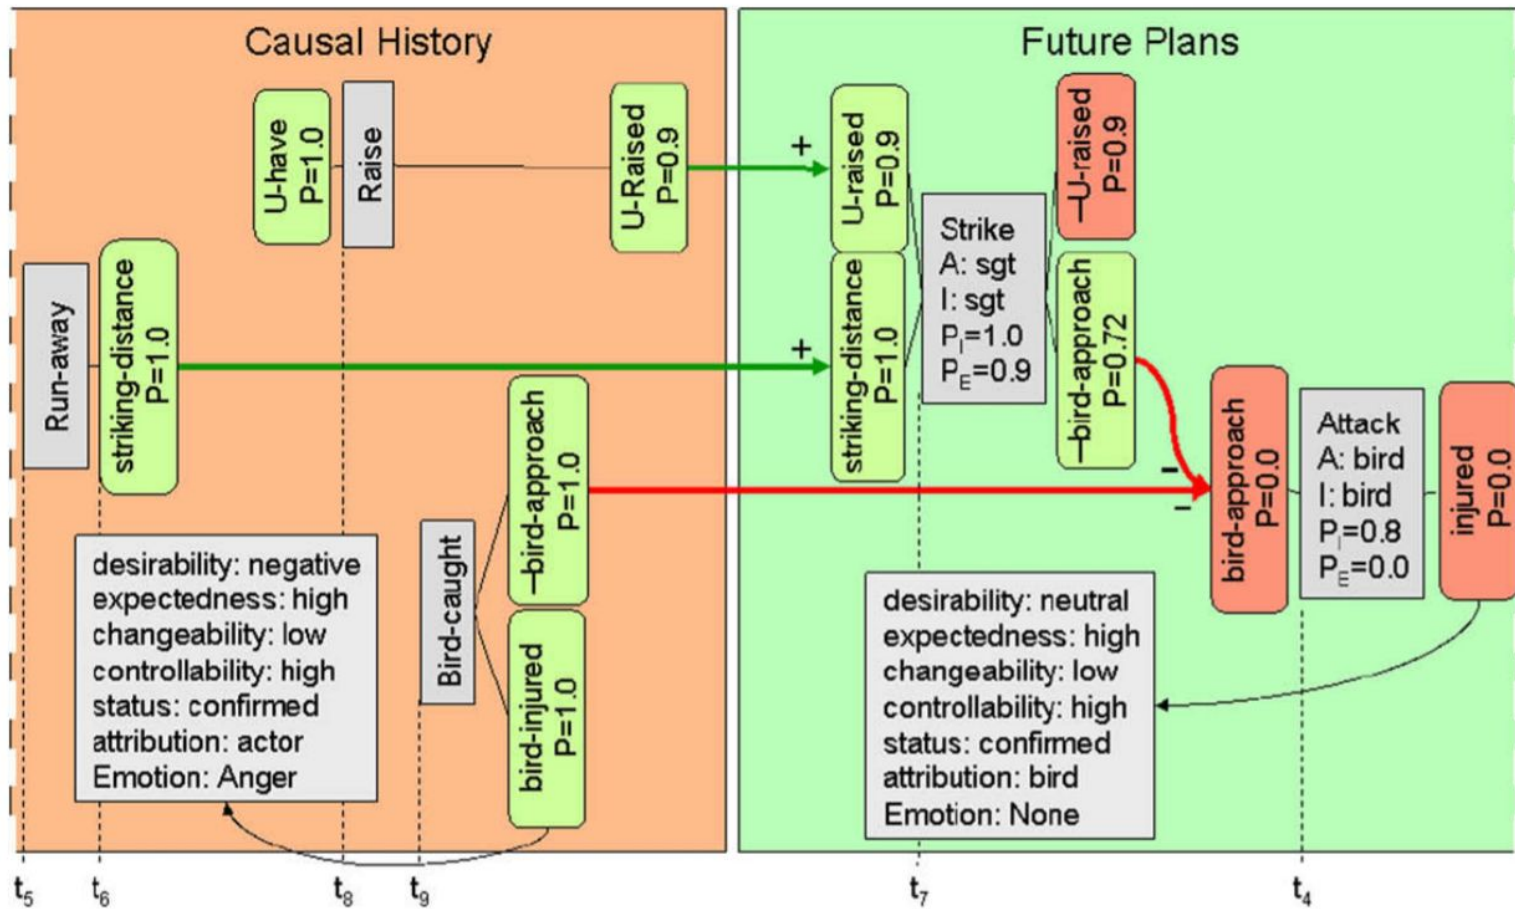 Causal History
Future Plans
U-have
P=1.0
Raise
U-Raised
P=0.9
+
U-raised
P=0.9
¬U-raised
P=0.9
Strike
A: sgt
I: sgt
P_I=1.0
P_E=0.9
Run-away
striking-distance
P=1.0
+
striking-distance
P=1.0
¬bird-approach
P=0.72
¬bird-approach
P=1.0
-
-
bird-approach
P=0.0
Attack
A: bird
I: bird
P_I=0.8
P_E=0.0
injured
P=0.0
Bird-caught
bird-injured
P=1.0
desirability: negative
expectedness: high
changeability: low
controllability: high
status: confirmed
attribution: actor
Emotion: Anger
desirability: neutral
expectedness: high
changeability: low
controllability: high
status: confirmed
attribution: bird
Emotion: None
t5
t6
t8
t9
t7
t4